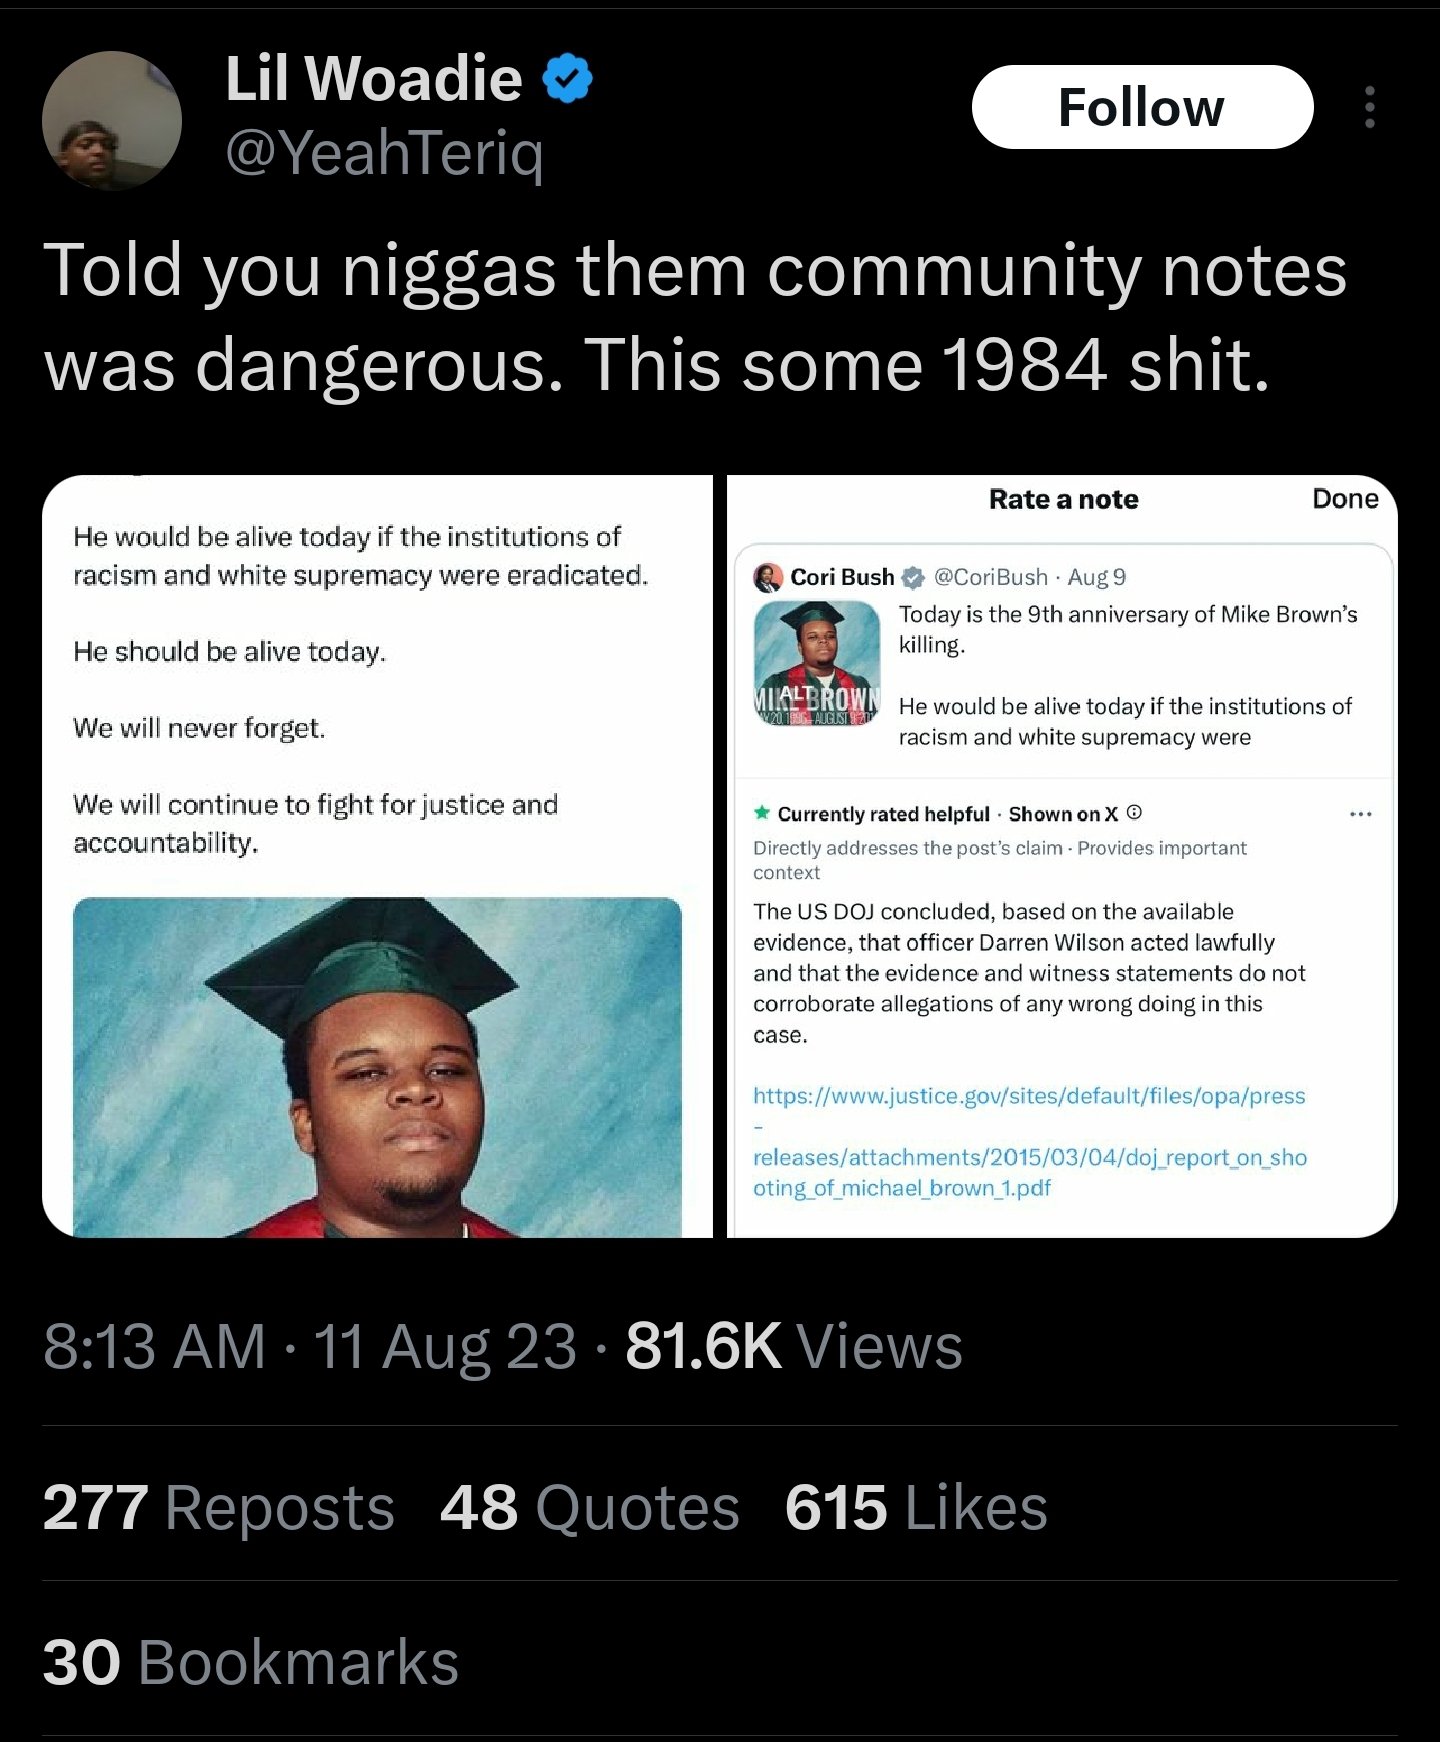 Lil Woadie
@YeahTeriq
Follow
Told you niggas them community notes
was dangerous. This some 1984 shit.
He would be alive today if the institutions of
racism and white supremacy were eradicated.
He should be alive today.
We will never forget.
We will continue to fight for justice and
accountability.
Rate a note
Done
Cori Bush @CoriBush · Aug 9
Today is the 9th anniversary of Mike Brown's
killing.
He would be alive today if the institutions of
racism and white supremacy were
ALT
MIKE BROWN
Currently rated helpful · Shown on X
Directly addresses the post's claim · Provides important
context
The US DOJ concluded, based on the available
evidence, that officer Darren Wilson acted lawfully
and that the evidence and witness statements do not
corroborate allegations of any wrong doing in this
case.
https://www.justice.gov/sites/default/files/opa/press
-
releases/attachments/2015/03/04/doj_report_on_sho
oting_of_michael_brown_1.pdf
8:13 AM · 11 Aug 23 · 81.6K Views
277 Reposts 48 Quotes 615 Likes
30 Bookmarks